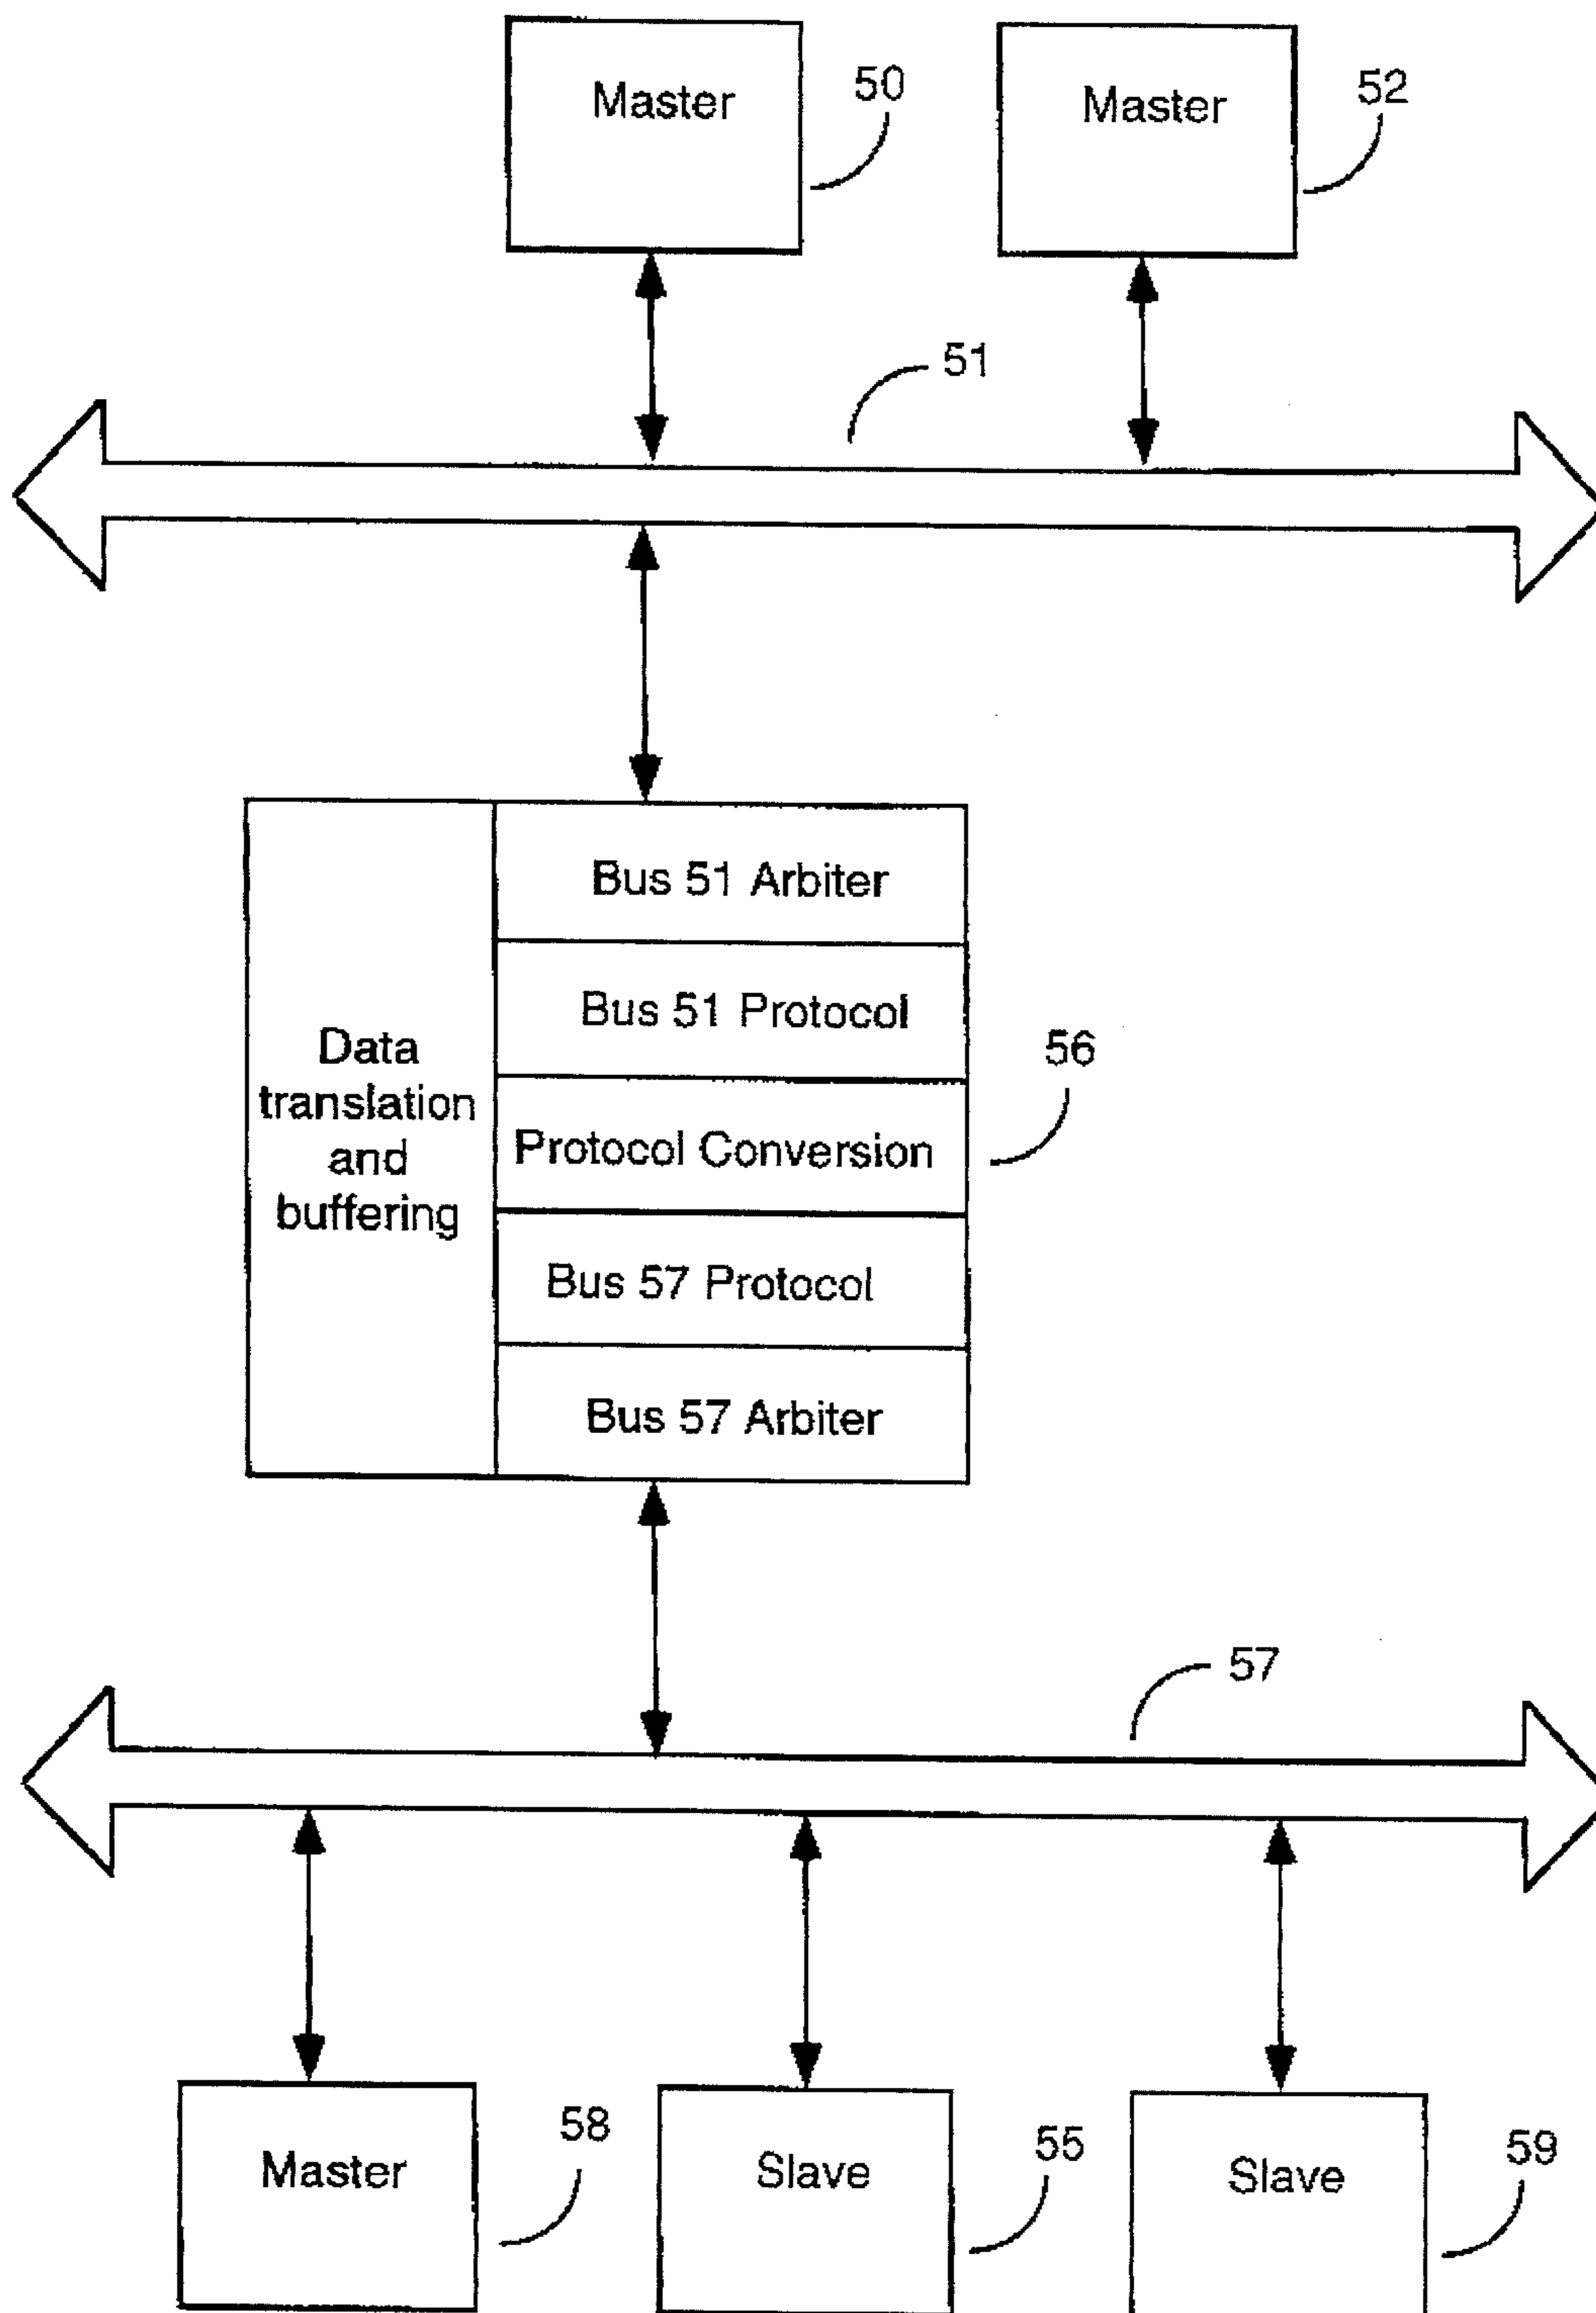 Master
50
Master
52
51
Data
translation
and
buffering
Bus 51 Arbiter
Bus 51 Protocol
Protocol Conversion
Bus 57 Protocol
Bus 57 Arbiter
56
57
Master
58
Slave
55
Slave
59